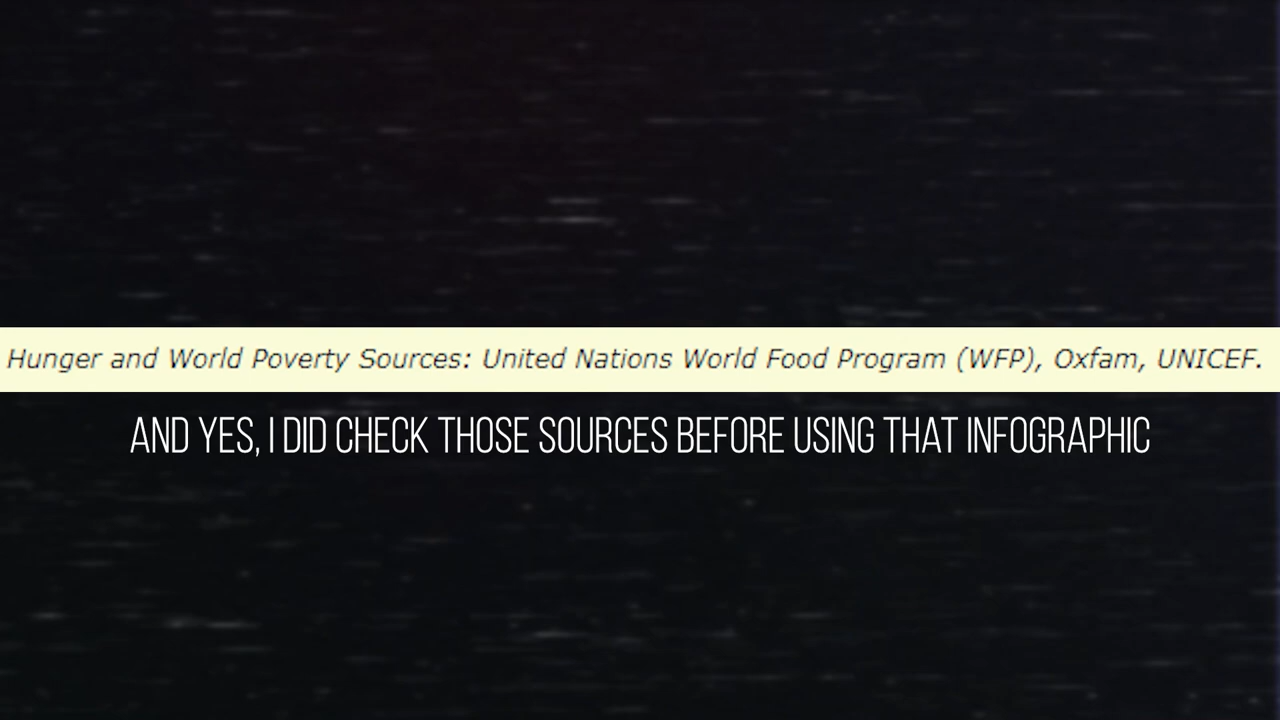 Hunger and World Poverty Sources: United Nations World Food Program (WFP), Oxfam, UNICEF.
AND YES, I DID CHECK THOSE SOURCES BEFORE USING THAT INFOGRAPHIC